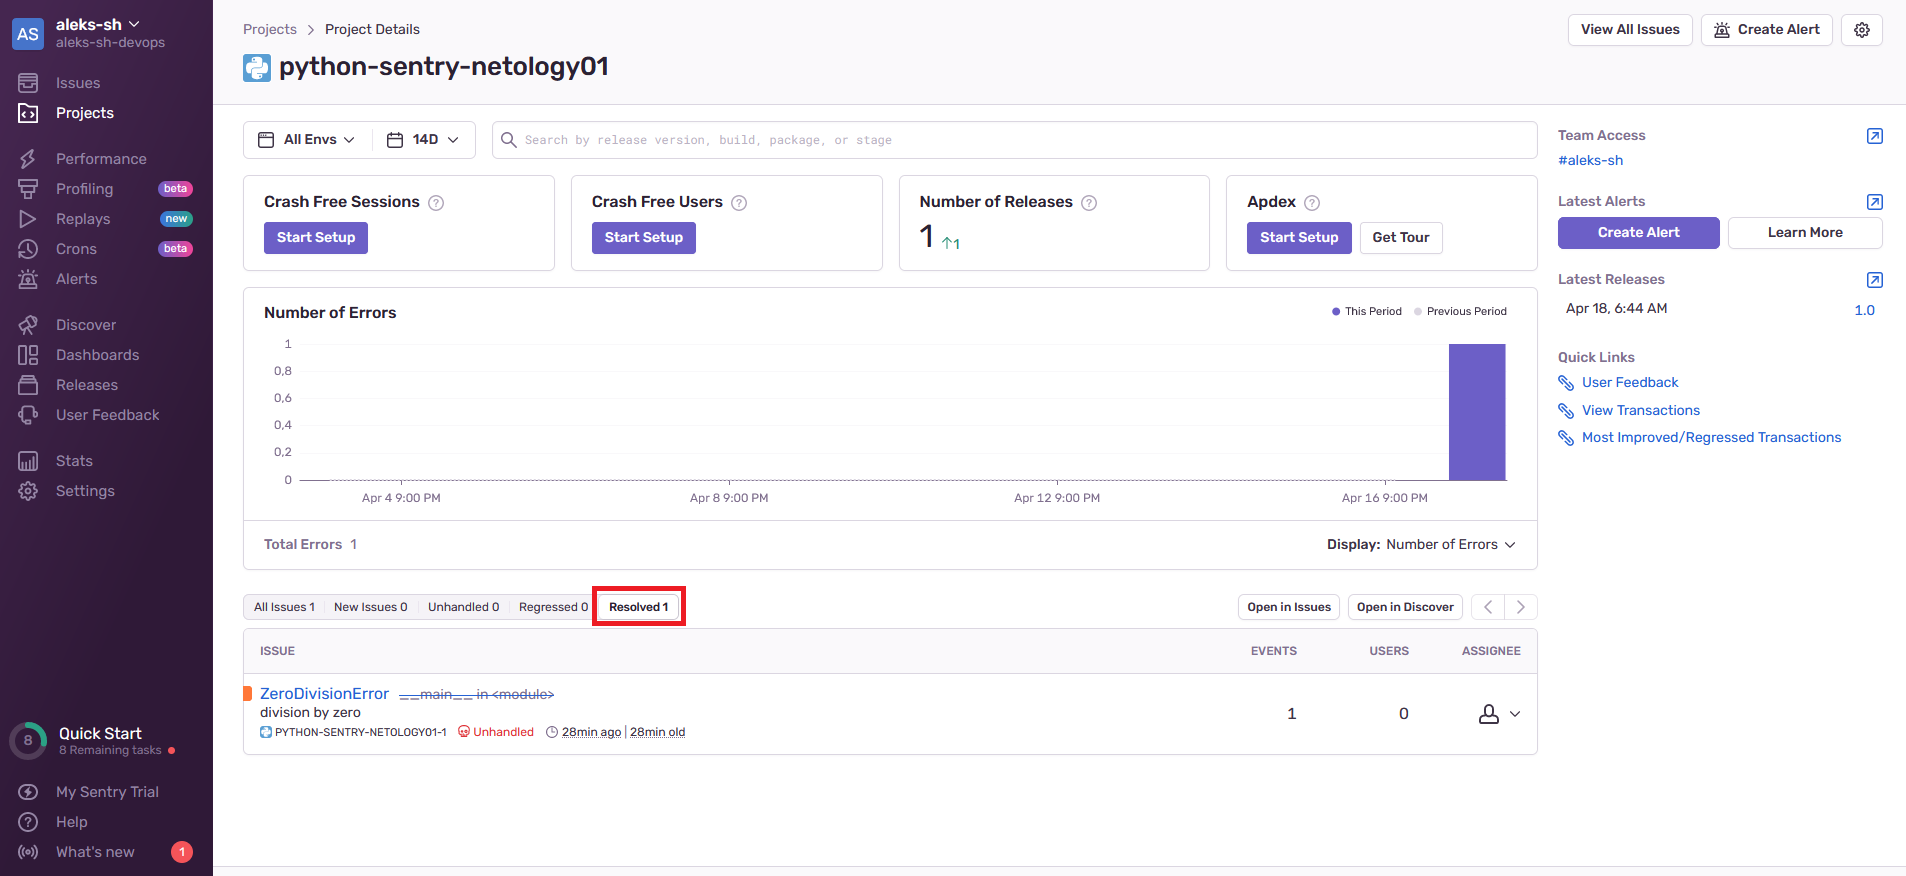 AS
aleks-sh
aleks-sh-devops
Issues
Projects
Performance
Profiling beta
Replays new
Crons beta
Alerts
Discover
Dashboards
Releases
User Feedback
Stats
Settings
8
Quick Start
8 Remaining tasks
My Sentry Trial
Help
What's new 1
Projects > Project Details
python-sentry-netology01
View All Issues
Create Alert
All Envs
14D
Search by release version, build, package, or stage
Crash Free Sessions ?
Start Setup
Crash Free Users ?
Start Setup
Number of Releases ?
1 ↑1
Apdex ?
Start Setup Get Tour
Number of Errors
This Period Previous Period
1
0,8
0,6
0,4
0,2
0
Apr 4 9:00 PM Apr 8 9:00 PM Apr 12 9:00 PM Apr 16 9:00 PM
Total Errors 1
Display: Number of Errors
All Issues 1 New Issues 0 Unhandled 0 Regressed 0 Resolved 1
Open in Issues Open in Discover
ISSUE EVENTS USERS ASSIGNEE
ZeroDivisionError __main__ in <module>
division by zero
PYTHON-SENTRY-NETOLOGY01-1 Unhandled 28min ago | 28min old
1 0
Team Access
#aleks-sh
Latest Alerts
Create Alert Learn More
Latest Releases
Apr 18, 6:44 AM 1.0
Quick Links
User Feedback
View Transactions
Most Improved/Regressed Transactions